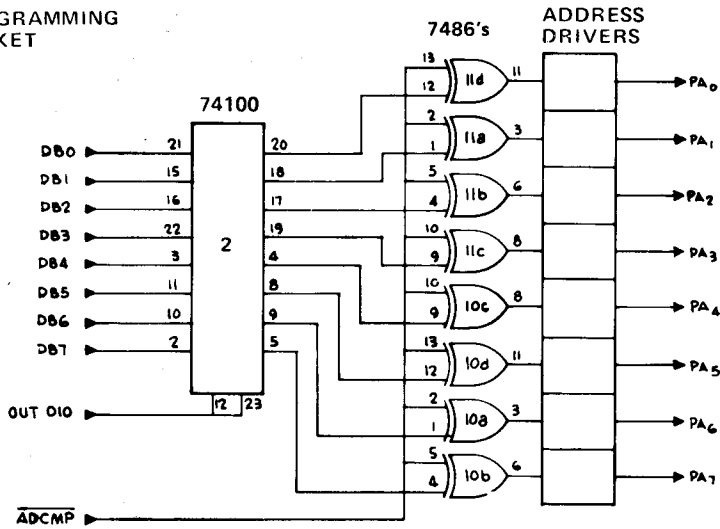 GRAMMING
KET
7486's
ADDRESS
DRIVERS
74100
2
DB0 21
DB1 15
DB2 16
DB3 22
DB4 3
DB5 11
DB6 10
DB7 2
20
18
17
19
4
8
9
5
OUT 010
12 23
ADCMP
13 12 11d 11 PA0
2 1 11a 3 PA1
5 4 11b 6 PA2
10 9 11c 8 PA3
10 9 10c 8 PA4
13 12 10d 11 PA5
2 1 10a 3 PA6
5 4 10b 6 PA7